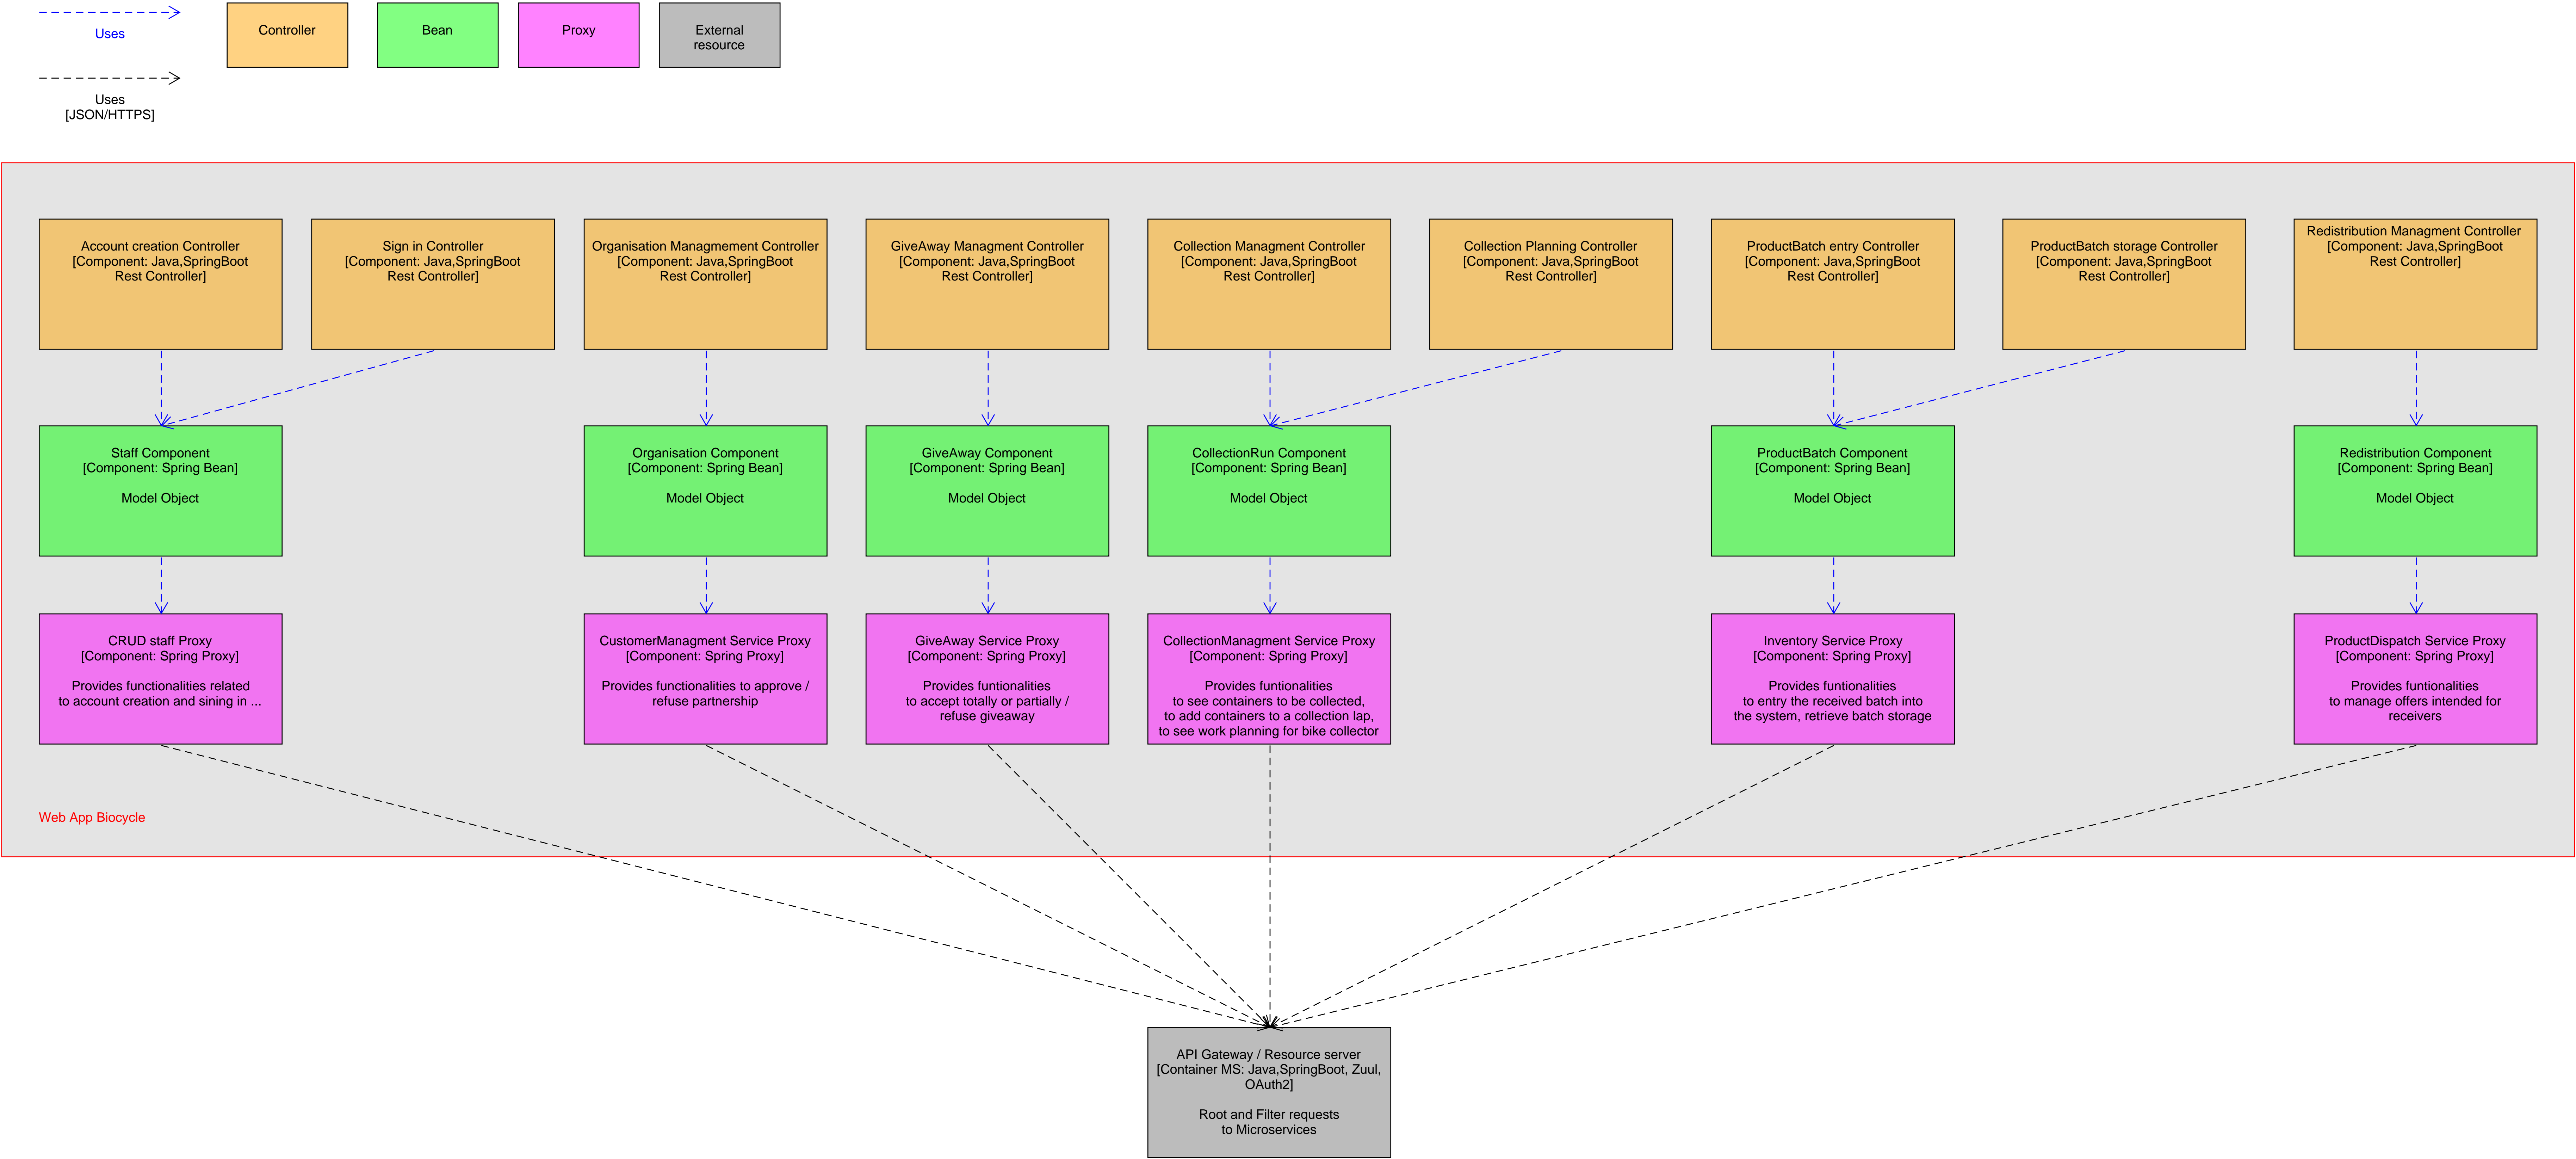 Uses
Uses
[JSON/HTTPS]
Controller
Bean
Proxy
External
resource
Account creation Controller
[Component: Java,SpringBoot
Rest Controller]
Sign in Controller
[Component: Java,SpringBoot
Rest Controller]
Organisation Managmement Controller
[Component: Java,SpringBoot
Rest Controller]
GiveAway Managment Controller
[Component: Java,SpringBoot
Rest Controller]
Collection Managment Controller
[Component: Java,SpringBoot
Rest Controller]
Collection Planning Controller
[Component: Java,SpringBoot
Rest Controller]
ProductBatch entry Controller
[Component: Java,SpringBoot
Rest Controller]
ProductBatch storage Controller
[Component: Java,SpringBoot
Rest Controller]
Redistribution Managment Controller
[Component: Java,SpringBoot
Rest Controller]
Staff Component
[Component: Spring Bean]
Model Object
Organisation Component
[Component: Spring Bean]
Model Object
GiveAway Component
[Component: Spring Bean]
Model Object
CollectionRun Component
[Component: Spring Bean]
Model Object
ProductBatch Component
[Component: Spring Bean]
Model Object
Redistribution Component
[Component: Spring Bean]
Model Object
CRUD staff Proxy
[Component: Spring Proxy]
Provides functionalities related
to account creation and sining in ...
CustomerManagment Service Proxy
[Component: Spring Proxy]
Provides functionalities to approve /
refuse partnership
GiveAway Service Proxy
[Component: Spring Proxy]
Provides funtionalities
to accept totally or partially /
refuse giveaway
CollectionManagment Service Proxy
[Component: Spring Proxy]
Provides funtionalities
to see containers to be collected,
to add containers to a collection lap,
to see work planning for bike collector
Inventory Service Proxy
[Component: Spring Proxy]
Provides funtionalities
to entry the received batch into
the system, retrieve batch storage
ProductDispatch Service Proxy
[Component: Spring Proxy]
Provides funtionalities
to manage offers intended for
receivers
Web App Biocycle
API Gateway / Resource server
[Container MS: Java,SpringBoot, Zuul,
OAuth2]
Root and Filter requests
to Microservices